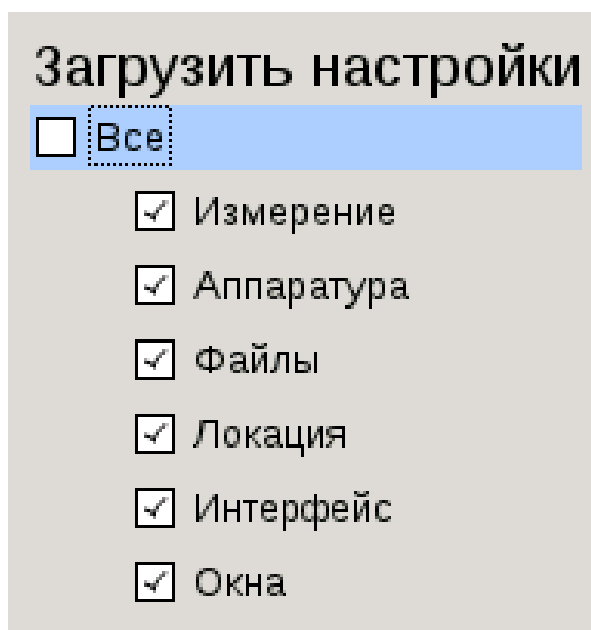 Загрузить настройки
Все
Измерение
Аппаратура
Файлы
Локация
Интерфейс
Окна